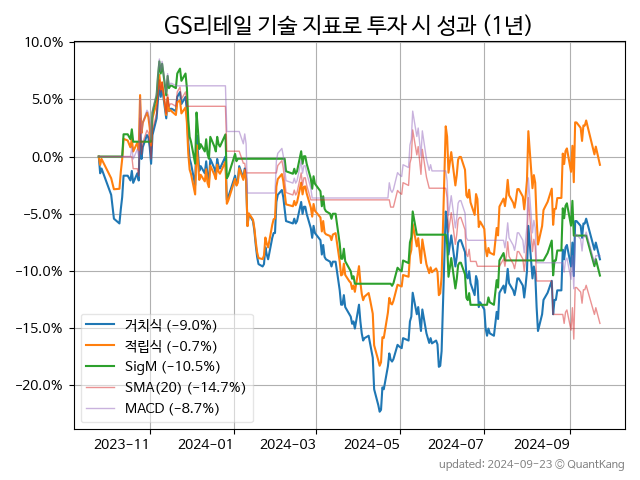 GS리테일 기술 지표로 투자 시 성과 (1년)
10.0%
5.0%
0.0%
−5.0%
−10.0%
−15.0%
−20.0%
거치식 (−9.0%)
적립식 (−0.7%)
SigM (−10.5%)
SMA(20) (−14.7%)
MACD (−8.7%)
2023-11
2024-01
2024-03
2024-05
2024-07
2024-09
updated: 2024-09-23 ⓒ QuantKang